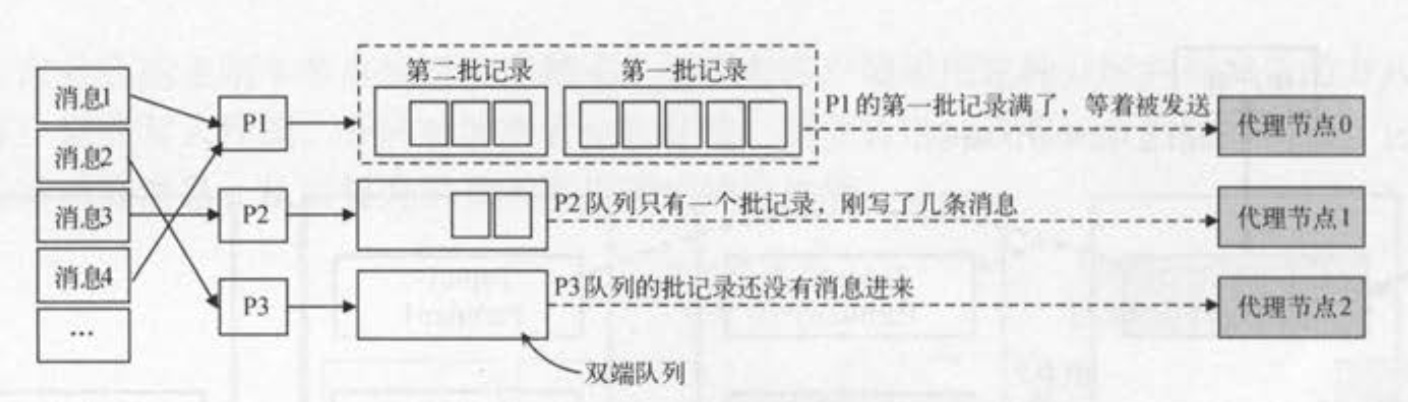 第二批记录
第一批记录
消息1
消息2
消息3
消息4
...
P1
P2
P3
P1的第一批记录满了，等着被发送
P2队列只有一个批记录，刚写了几条消息
P3队列的批记录还没有消息进来
代理节点0
代理节点1
代理节点2
双端队列